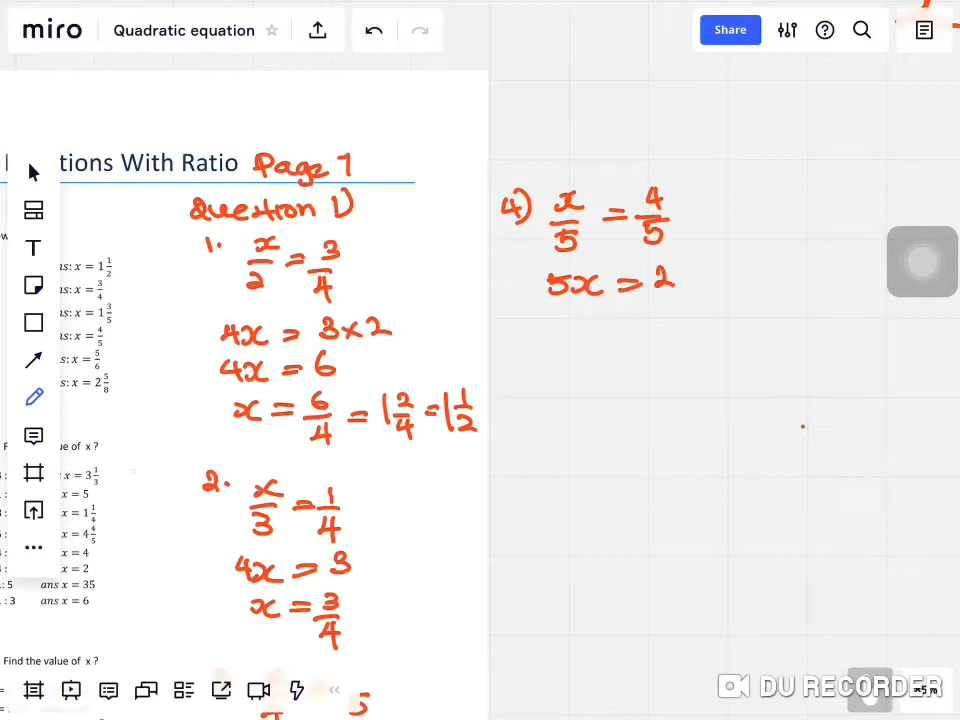 miro Quadratic equation Share
tions With Ratio Page 7
Question 1)
1. x/2 = 3/4
ns: x = 1 1/2
ns: x = 3/4
ns: x = 1 3/5
s: x = 4/5
s: x = 5/6
s: x = 2 5/8
4x = 3×2
4x = 6
x = 6/4 = 1 2/4 = 1 1/2
ue of x ?
s x = 3 1/3
s x = 5
s x = 1 1/4
s x = 4 4/5
s x = 4
s x = 2
: 5 ans x = 35
: 3 ans x = 6
2. x/3 = 1/4
4x = 3
x = 3/4
Find the value of x ?
4) x/5 = 4/5
5x = 2
DU RECORDER